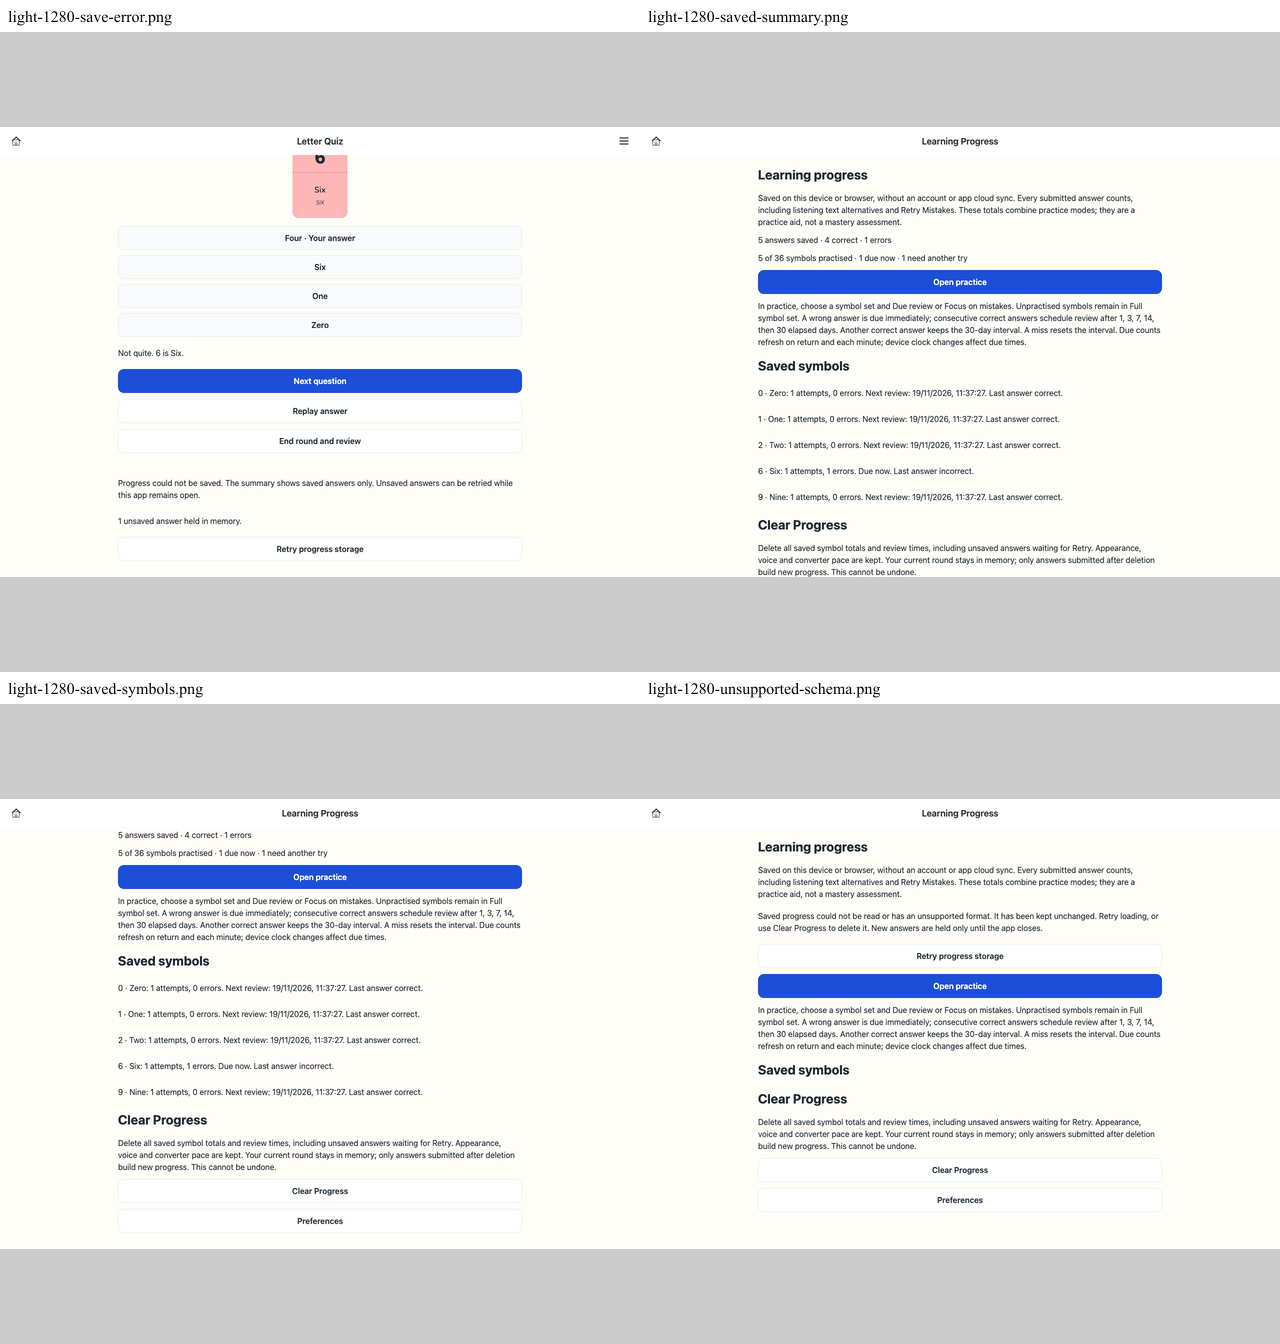 light-1280-save-error.png
Letter Quiz
6
Six
SIX
Four · Your answer
Six
One
Zero
Not quite. 6 is Six.
Next question
Replay answer
End round and review
Progress could not be saved. The summary shows saved answers only. Unsaved answers can be retried while
this app remains open.
1 unsaved answer held in memory.
Retry progress storage
light-1280-saved-summary.png
Learning Progress
Learning progress
Saved on this device or browser, without an account or app cloud sync. Every submitted answer counts,
including listening text alternatives and Retry Mistakes. These totals combine practice modes; they are a
practice aid, not a mastery assessment.
5 answers saved · 4 correct · 1 errors
5 of 36 symbols practised · 1 due now · 1 need another try
Open practice
In practice, choose a symbol set and Due review or Focus on mistakes. Unpractised symbols remain in Full
symbol set. A wrong answer is due immediately; consecutive correct answers schedule review after 1, 3, 7, 14,
then 30 elapsed days. Another correct answer keeps the 30-day interval. A miss resets the interval. Due counts
refresh on return and each minute; device clock changes affect due times.
Saved symbols
0 · Zero: 1 attempts, 0 errors. Next review: 19/11/2026, 11:37:27. Last answer correct.
1 · One: 1 attempts, 0 errors. Next review: 19/11/2026, 11:37:27. Last answer correct.
2 · Two: 1 attempts, 0 errors. Next review: 19/11/2026, 11:37:27. Last answer correct.
6 · Six: 1 attempts, 1 errors. Due now. Last answer incorrect.
9 · Nine: 1 attempts, 0 errors. Next review: 19/11/2026, 11:37:27. Last answer correct.
Clear Progress
Delete all saved symbol totals and review times, including unsaved answers waiting for Retry. Appearance,
voice and converter pace are kept. Your current round stays in memory; only answers submitted after deletion
build new progress. This cannot be undone.
light-1280-saved-symbols.png
Learning Progress
5 answers saved · 4 correct · 1 errors
5 of 36 symbols practised · 1 due now · 1 need another try
Open practice
In practice, choose a symbol set and Due review or Focus on mistakes. Unpractised symbols remain in Full
symbol set. A wrong answer is due immediately; consecutive correct answers schedule review after 1, 3, 7, 14,
then 30 elapsed days. Another correct answer keeps the 30-day interval. A miss resets the interval. Due counts
refresh on return and each minute; device clock changes affect due times.
Saved symbols
0 · Zero: 1 attempts, 0 errors. Next review: 19/11/2026, 11:37:27. Last answer correct.
1 · One: 1 attempts, 0 errors. Next review: 19/11/2026, 11:37:27. Last answer correct.
2 · Two: 1 attempts, 0 errors. Next review: 19/11/2026, 11:37:27. Last answer correct.
6 · Six: 1 attempts, 1 errors. Due now. Last answer incorrect.
9 · Nine: 1 attempts, 0 errors. Next review: 19/11/2026, 11:37:27. Last answer correct.
Clear Progress
Delete all saved symbol totals and review times, including unsaved answers waiting for Retry. Appearance,
voice and converter pace are kept. Your current round stays in memory; only answers submitted after deletion
build new progress. This cannot be undone.
Clear Progress
Preferences
light-1280-unsupported-schema.png
Learning Progress
Learning progress
Saved on this device or browser, without an account or app cloud sync. Every submitted answer counts,
including listening text alternatives and Retry Mistakes. These totals combine practice modes; they are a
practice aid, not a mastery assessment.
Saved progress could not be read or has an unsupported format. It has been kept unchanged. Retry loading, or
use Clear Progress to delete it. New answers are held only until the app closes.
Retry progress storage
Open practice
In practice, choose a symbol set and Due review or Focus on mistakes. Unpractised symbols remain in Full
symbol set. A wrong answer is due immediately; consecutive correct answers schedule review after 1, 3, 7, 14,
then 30 elapsed days. Another correct answer keeps the 30-day interval. A miss resets the interval. Due counts
refresh on return and each minute; device clock changes affect due times.
Saved symbols
Clear Progress
Delete all saved symbol totals and review times, including unsaved answers waiting for Retry. Appearance,
voice and converter pace are kept. Your current round stays in memory; only answers submitted after deletion
build new progress. This cannot be undone.
Clear Progress
Preferences